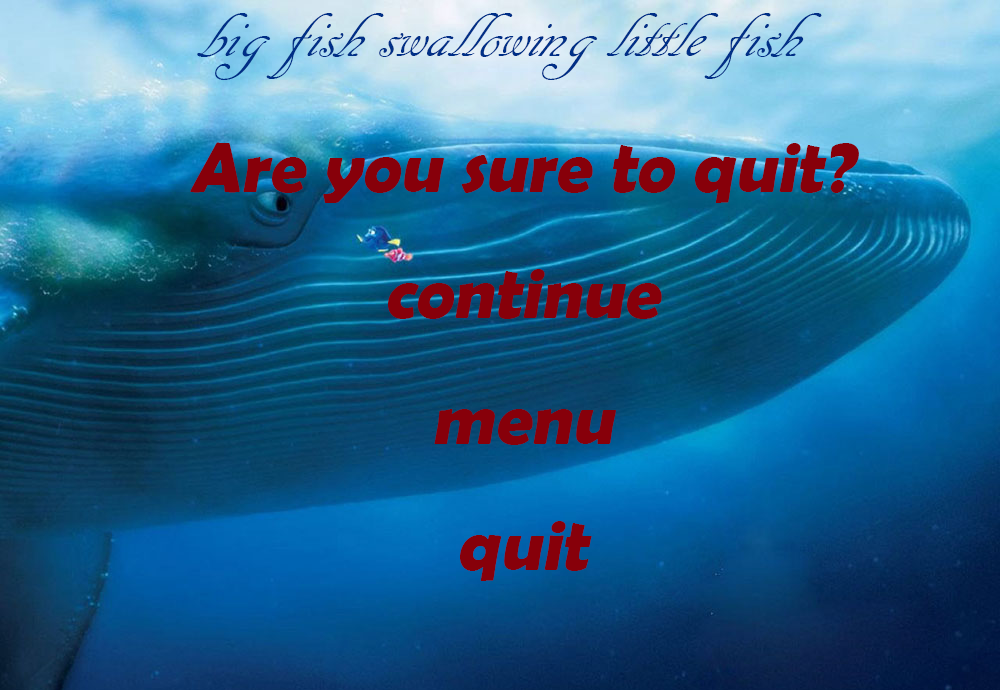 big fish swallowing little fish
Are you sure to quit?
continue
menu
quit